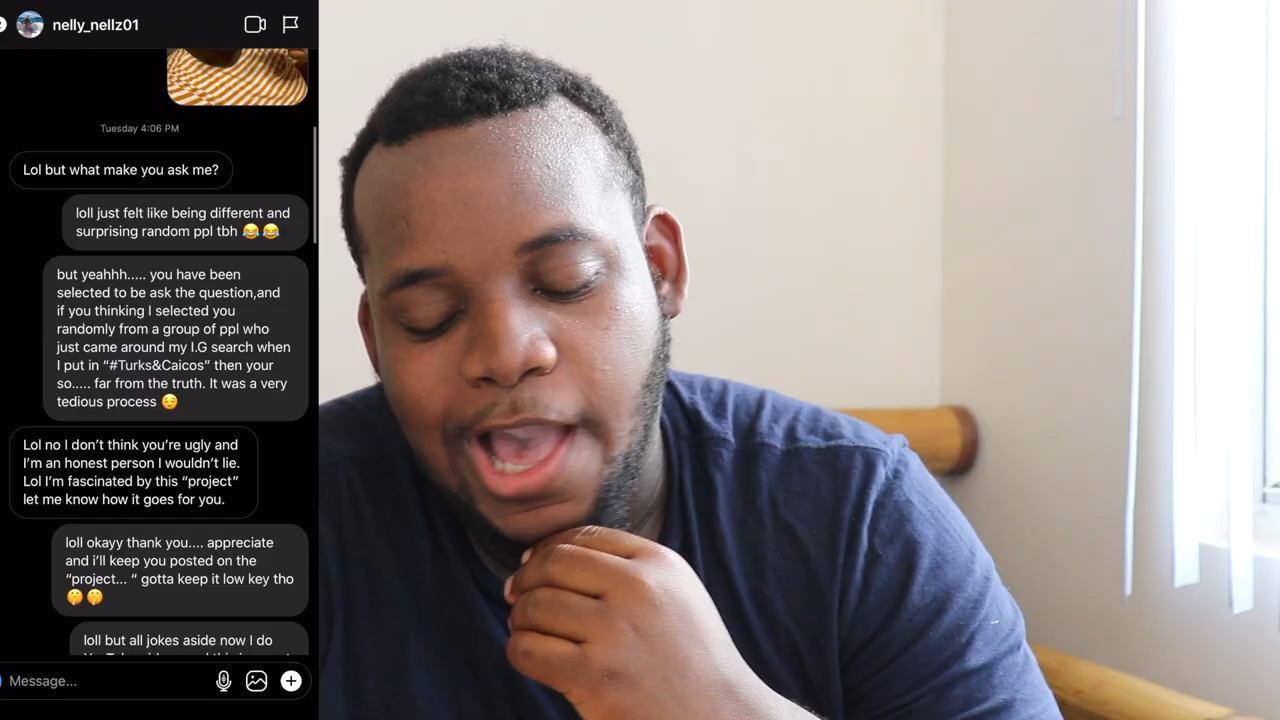 nelly_nellz01
Tuesday 4:06 PM
Lol but what make you ask me?
loll just felt like being different and
surprising random ppl tbh 😂😂
but yeahhh..... you have been
selected to be ask the question,and
if you thinking I selected you
randomly from a group of ppl who
just came around my I.G search when
I put in “#Turks&Caicos” then your
so..... far from the truth. It was a very
tedious process 😌
Lol no I don’t think you’re ugly and
I’m an honest person I wouldn’t lie.
Lol I’m fascinated by this “project”
let me know how it goes for you.
loll okayy thank you.... appreciate
and i’ll keep you posted on the
“project... “ gotta keep it low key tho
🤫🤫
loll but all jokes aside now I do
Message...